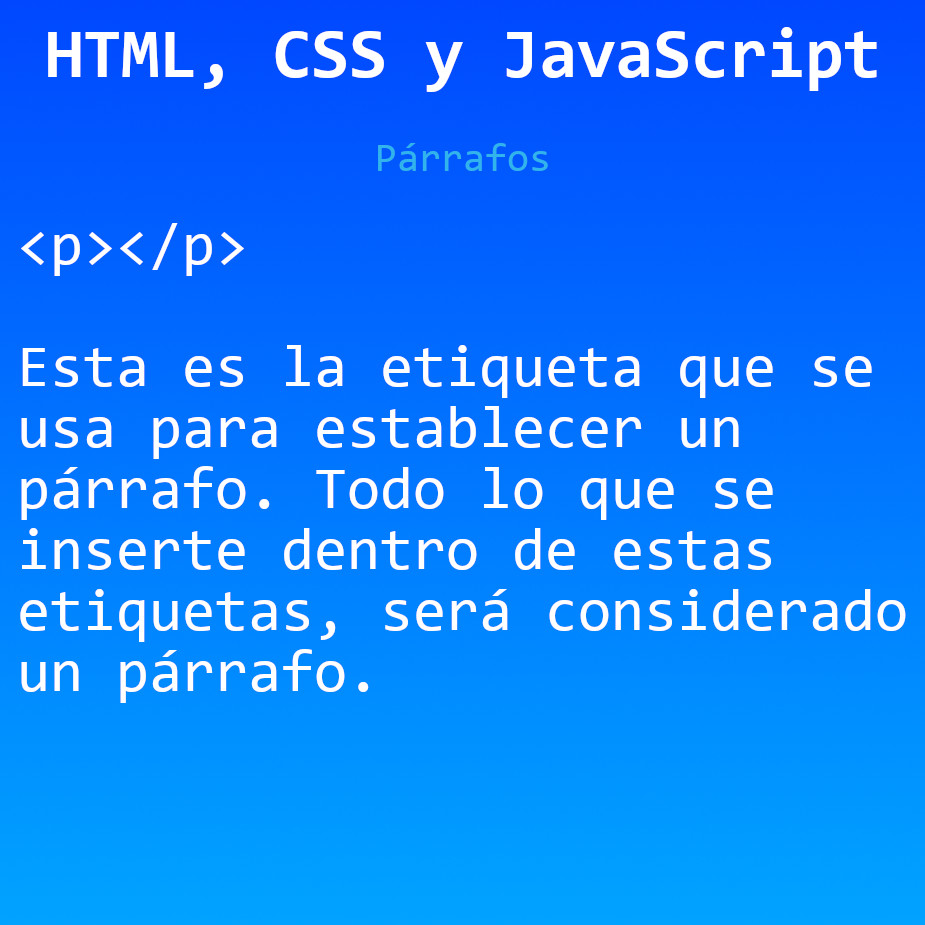 HTML, CSS y JavaScript
Párrafos
<p></p>
Esta es la etiqueta que se
usa para establecer un
párrafo. Todo lo que se
inserte dentro de estas
etiquetas, será considerado
un párrafo.